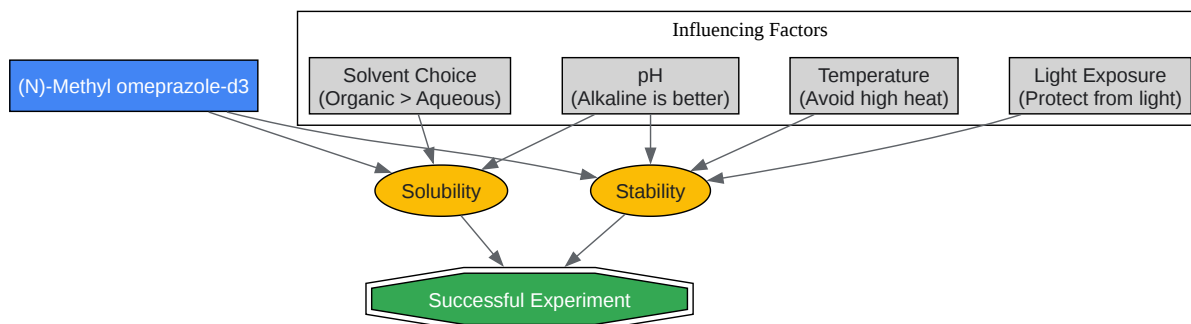 Influencing Factors
(N)-Methyl omeprazole-d3
Solvent Choice
(Organic > Aqueous)
pH
(Alkaline is better)
Temperature
(Avoid high heat)
Light Exposure
(Protect from light)
Solubility
Stability
Successful Experiment